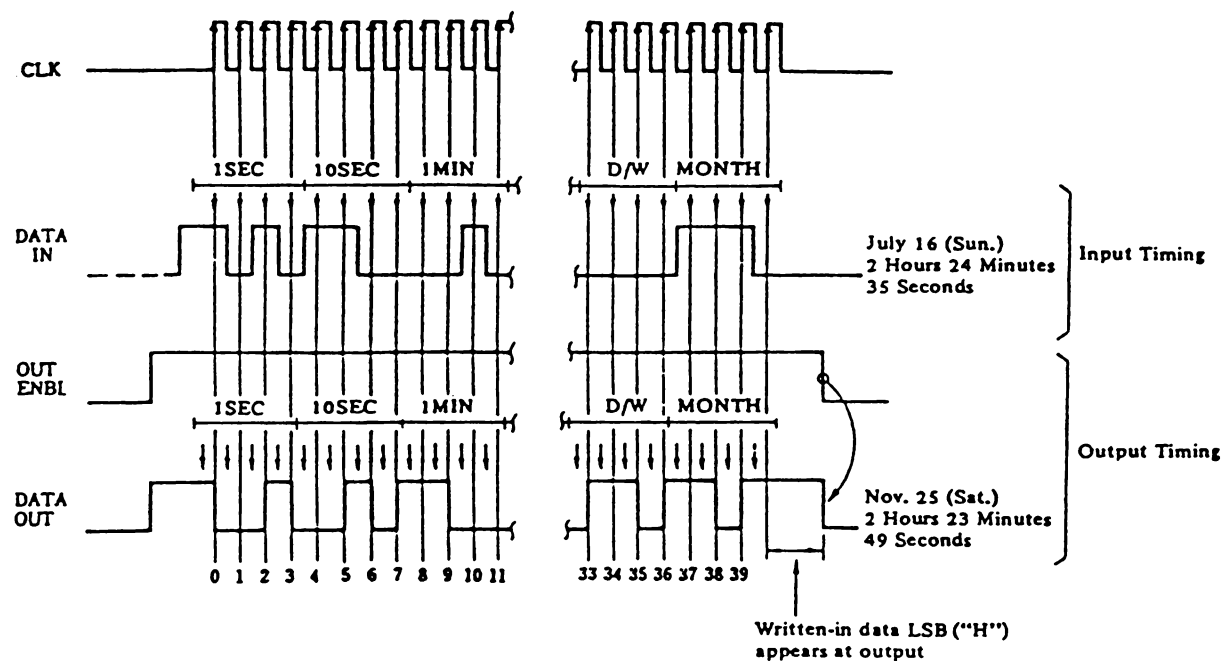 CLK
1SEC 10SEC 1MIN D/W MONTH
DATA
IN
July 16 (Sun.)
2 Hours 24 Minutes
35 Seconds
Input Timing
OUT
ENBL
1SEC 10SEC 1MIN D/W MONTH
Output Timing
DATA
OUT
Nov. 25 (Sat.)
2 Hours 23 Minutes
49 Seconds
0 1 2 3 4 5 6 7 8 9 10 11 33 34 35 36 37 38 39
Written-in data LSB ("H")
appears at output